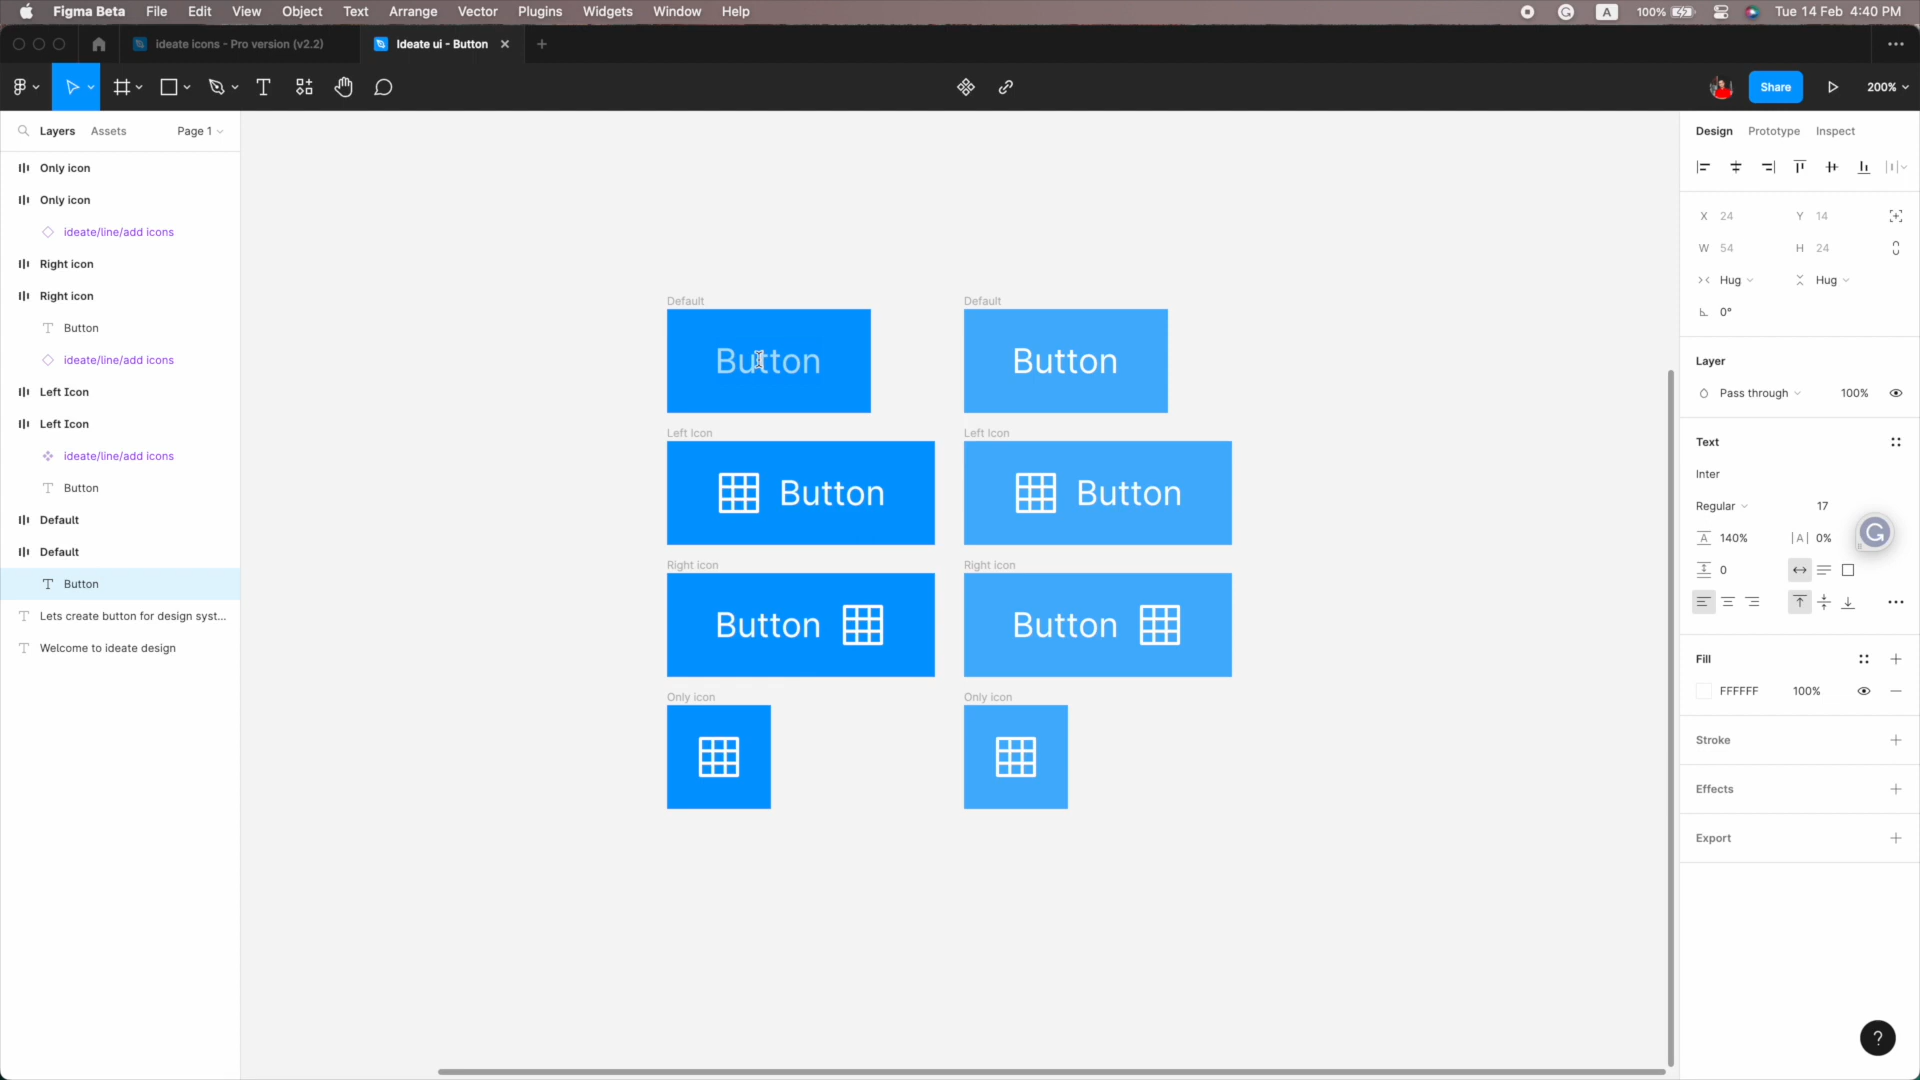 Figma Beta File Edit View Object Text Arrange Vector Plugins Widgets Window Help A 100% Tue 14 Feb 4:40 PM
ideate icons - Pro version (v2.2) Ideate ui - Button
Share 200%
Layers Assets Page 1
Only icon
Only icon
ideate/line/add icons
Right icon
Right icon
Button
ideate/line/add icons
Left Icon
Left Icon
ideate/line/add icons
Button
Default
Default
Button
Lets create button for design syst...
Welcome to ideate design
Default Default
Button Button
Left Icon Left Icon
Button Button
Right icon Right icon
Button Button
Only icon Only icon
Design Prototype Inspect
X 24 Y 14
W 54 H 24
Hug Hug
0°
Layer
Pass through 100%
Text
Inter
Regular 17
A 140% |A| 0%
0
Fill
FFFFFF 100%
Stroke
Effects
Export
?